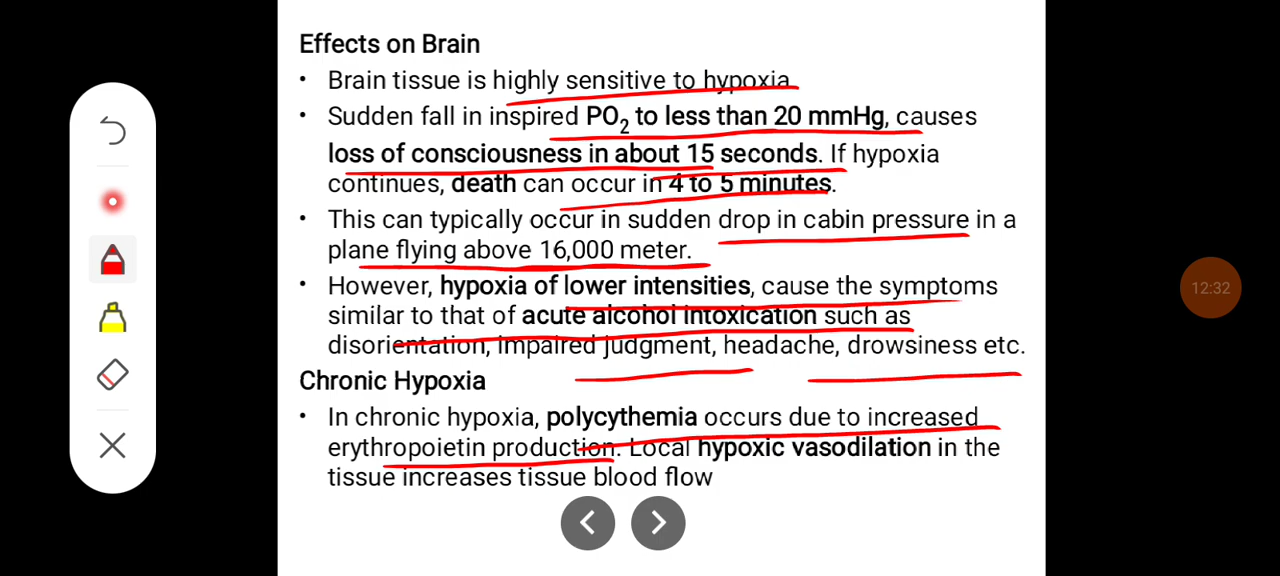 Effects on Brain
• Brain tissue is highly sensitive to hypoxia.
• Sudden fall in inspired PO₂ to less than 20 mmHg, causes
loss of consciousness in about 15 seconds. If hypoxia
continues, death can occur in 4 to 5 minutes.
• This can typically occur in sudden drop in cabin pressure in a
plane flying above 16,000 meter.
• However, hypoxia of lower intensities, cause the symptoms
similar to that of acute alcohol intoxication such as
disorientation, impaired judgment, headache, drowsiness etc.
Chronic Hypoxia
• In chronic hypoxia, polycythemia occurs due to increased
erythropoietin production. Local hypoxic vasodilation in the
tissue increases tissue blood flow
12:32